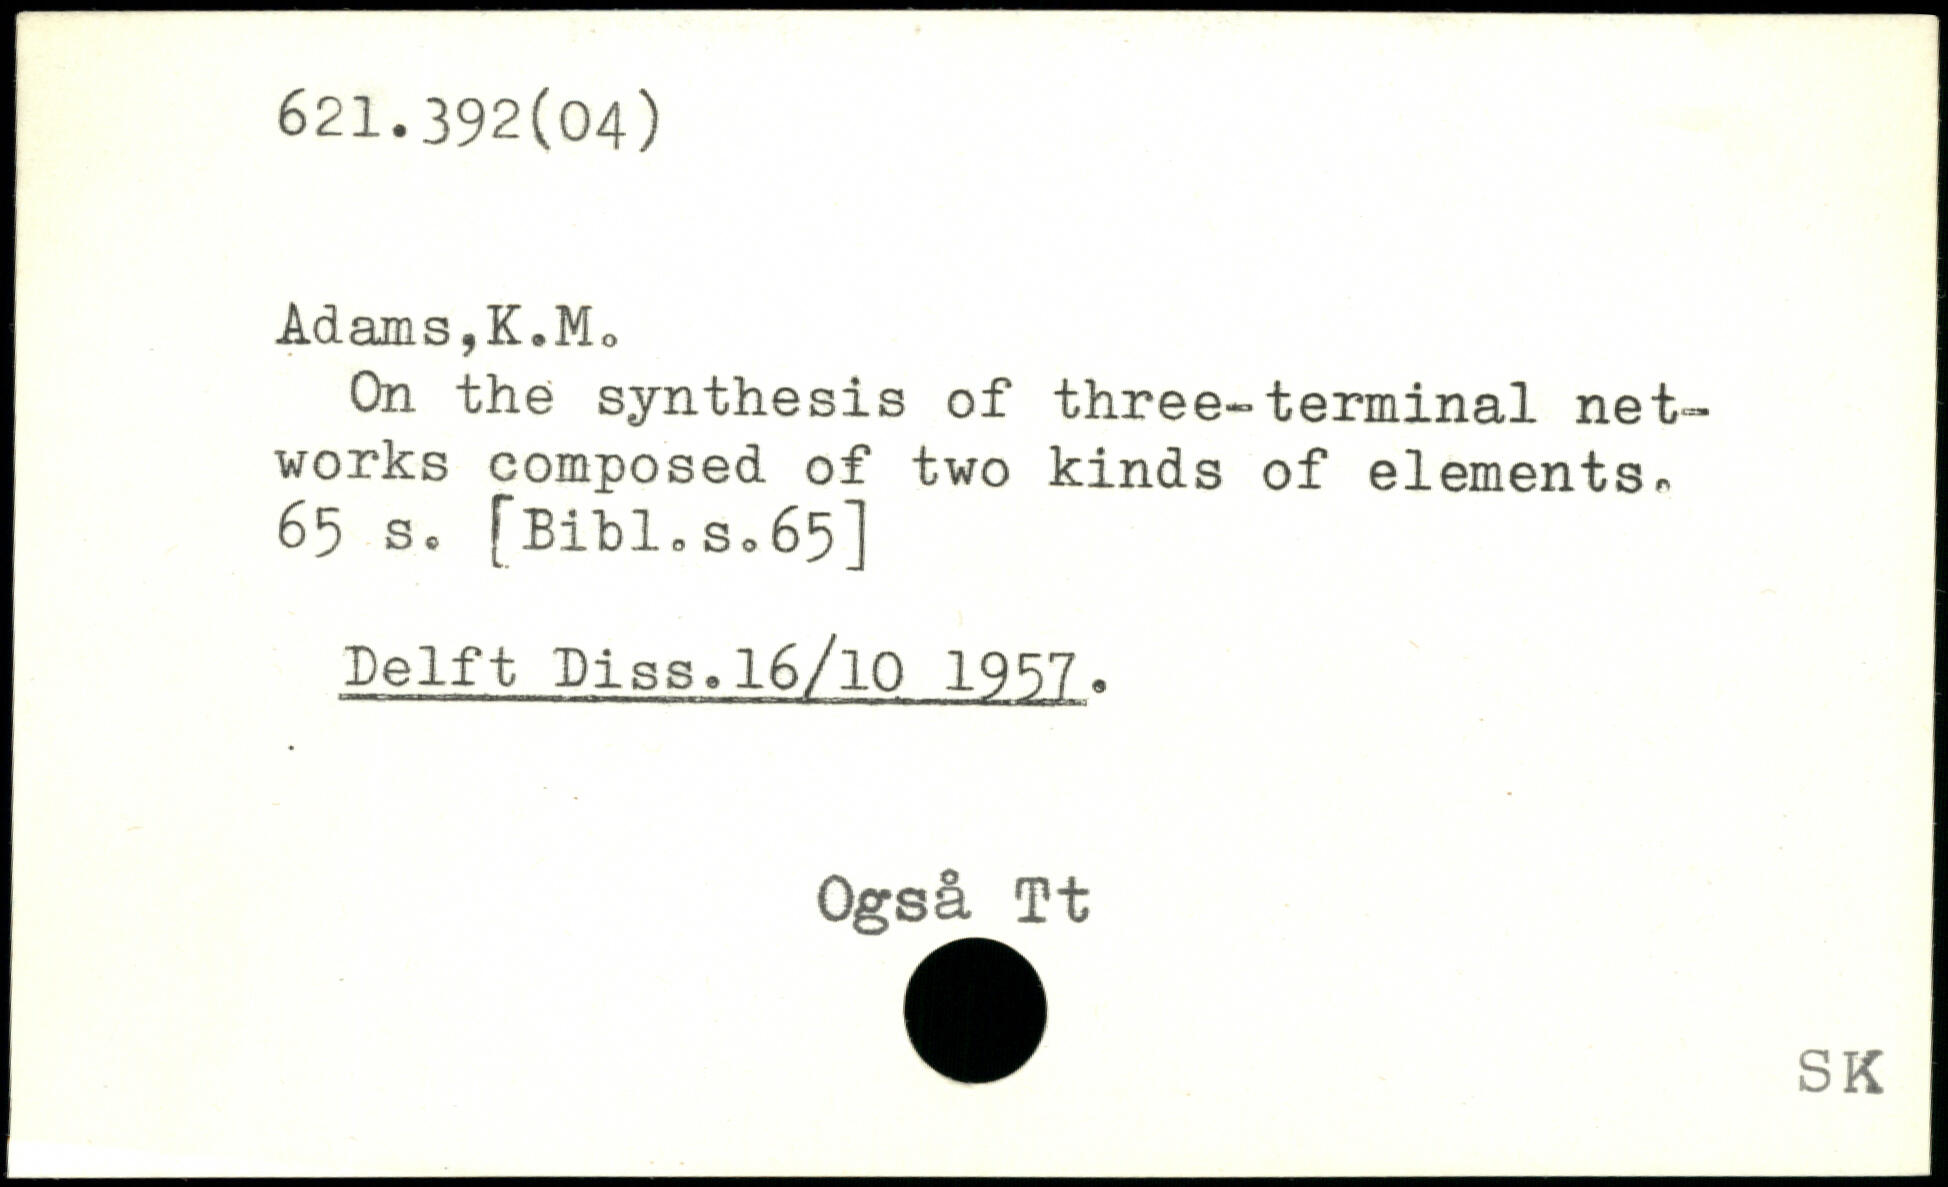 621.392(04)
Adams,K.M.
On the synthesis of three-terminal net-
works composed of two kinds of elements.
65 s. [Bibl.s.65]
Delft Diss.16/10 1957.
Også Tt
SK